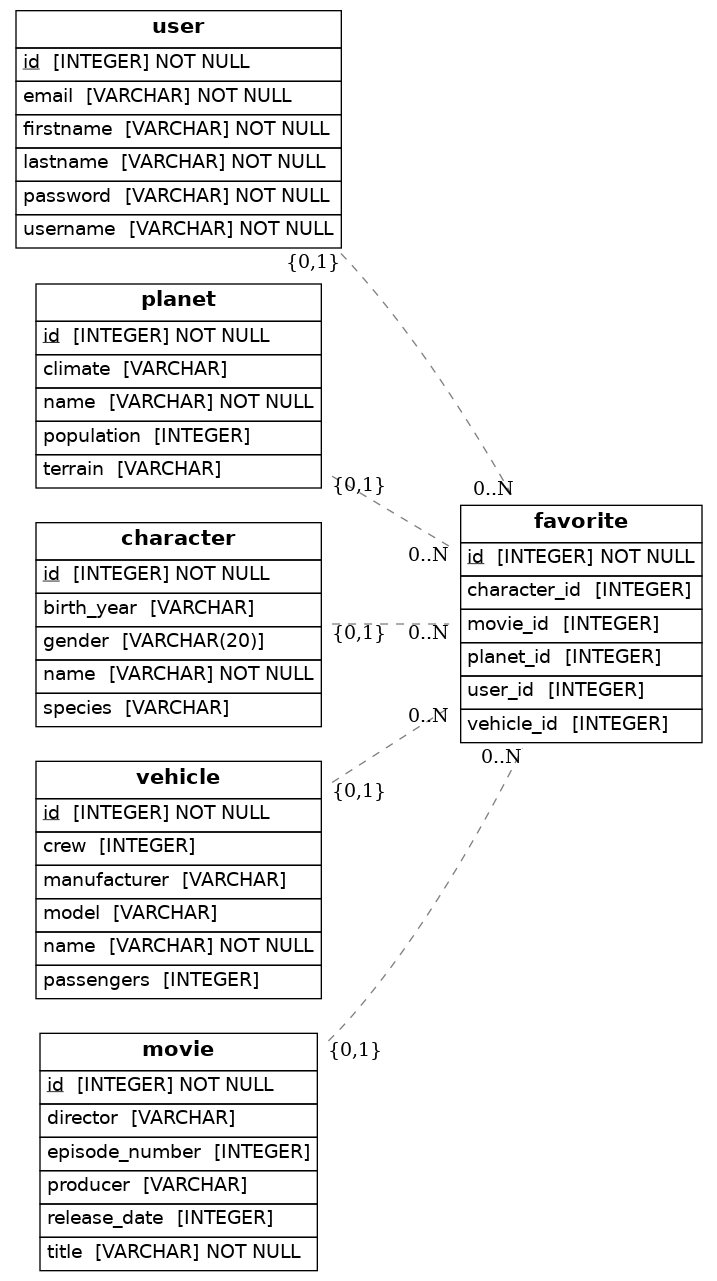 user
id [INTEGER] NOT NULL
email [VARCHAR] NOT NULL
firstname [VARCHAR] NOT NULL
lastname [VARCHAR] NOT NULL
password [VARCHAR] NOT NULL
username [VARCHAR] NOT NULL
{0,1}
planet
id [INTEGER] NOT NULL
climate [VARCHAR]
name [VARCHAR] NOT NULL
population [INTEGER]
terrain [VARCHAR]
{0,1}
character
id [INTEGER] NOT NULL
birth_year [VARCHAR]
gender [VARCHAR(20)]
name [VARCHAR] NOT NULL
species [VARCHAR]
{0,1}
vehicle
id [INTEGER] NOT NULL
crew [INTEGER]
manufacturer [VARCHAR]
model [VARCHAR]
name [VARCHAR] NOT NULL
passengers [INTEGER]
{0,1}
movie
id [INTEGER] NOT NULL
director [VARCHAR]
episode_number [INTEGER]
producer [VARCHAR]
release_date [INTEGER]
title [VARCHAR] NOT NULL
{0,1}
0..N
0..N
0..N
0..N
0..N
favorite
id [INTEGER] NOT NULL
character_id [INTEGER]
movie_id [INTEGER]
planet_id [INTEGER]
user_id [INTEGER]
vehicle_id [INTEGER]